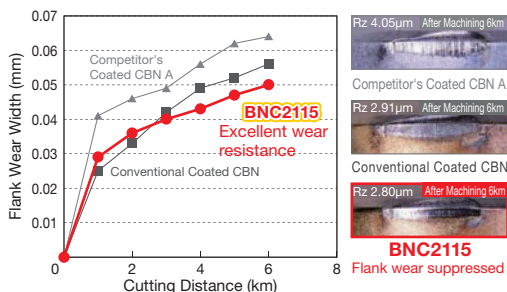 Flank Wear Width (mm)
0.07
0.06
0.05
0.04
0.03
0.02
0.01
0
2
4
6
8
Cutting Distance (km)
Competitor's
Coated CBN A
BNC2115
Excellent wear
resistance
Conventional Coated CBN
Rz 4.05μm After Machining 6km
Competitor's Coated CBN A
Rz 2.91μm After Machining 6km
Conventional Coated CBN
Rz 2.80μm After Machining 6km
BNC2115
Flank wear suppressed